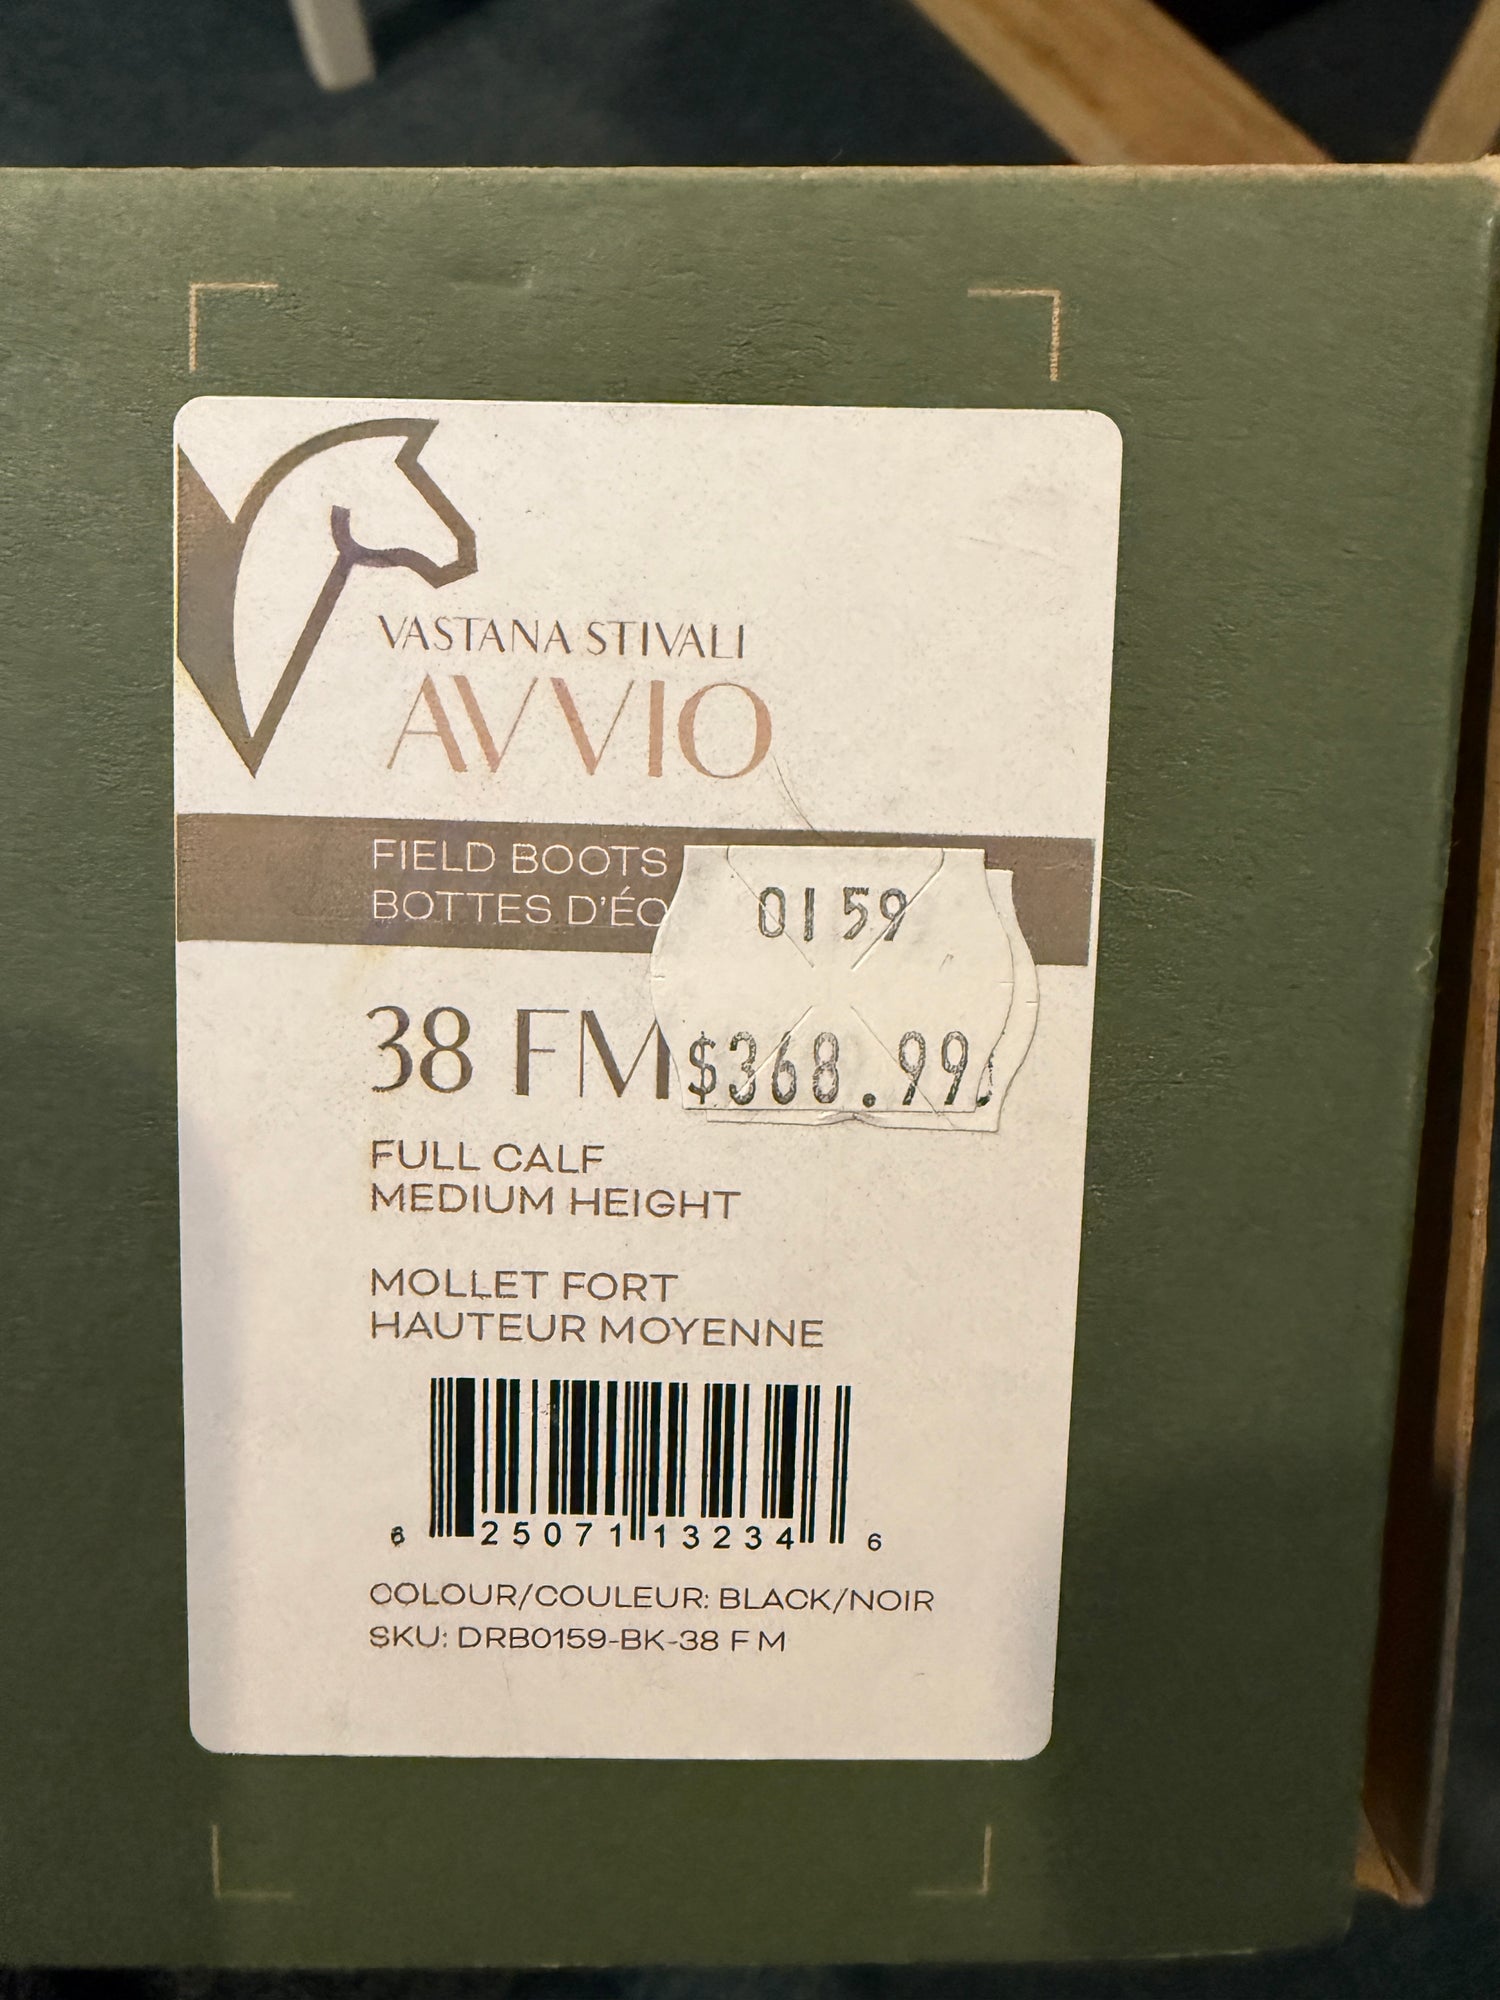 VASTANA STIVALI
AVVIO
FIELD BOOTS
BOTTES D'ÉQ
0159
38 FM
$368.99
FULL CALF
MEDIUM HEIGHT
MOLLET FORT
HAUTEUR MOYENNE
6 25071 13234 6
COLOUR/COULEUR: BLACK/NOIR
SKU: DRB0159-BK-38 F M